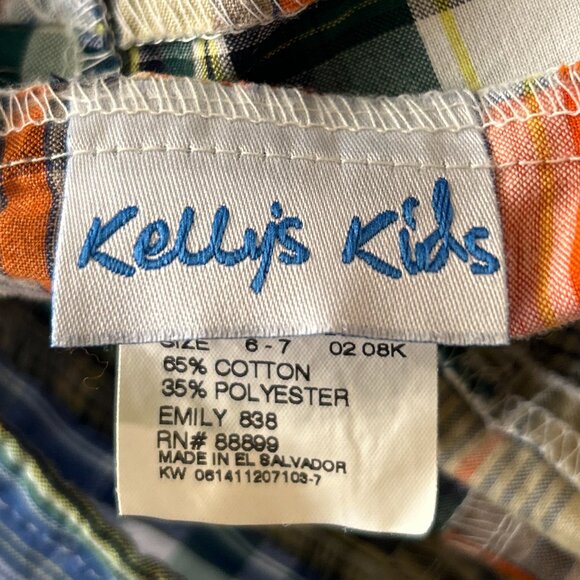 Kelly's Kids
SIZE 6-7 02 08K
65% COTTON
35% POLYESTER
EMILY 838
RN# 88899
MADE IN EL SALVADOR
KW 061411207103-7